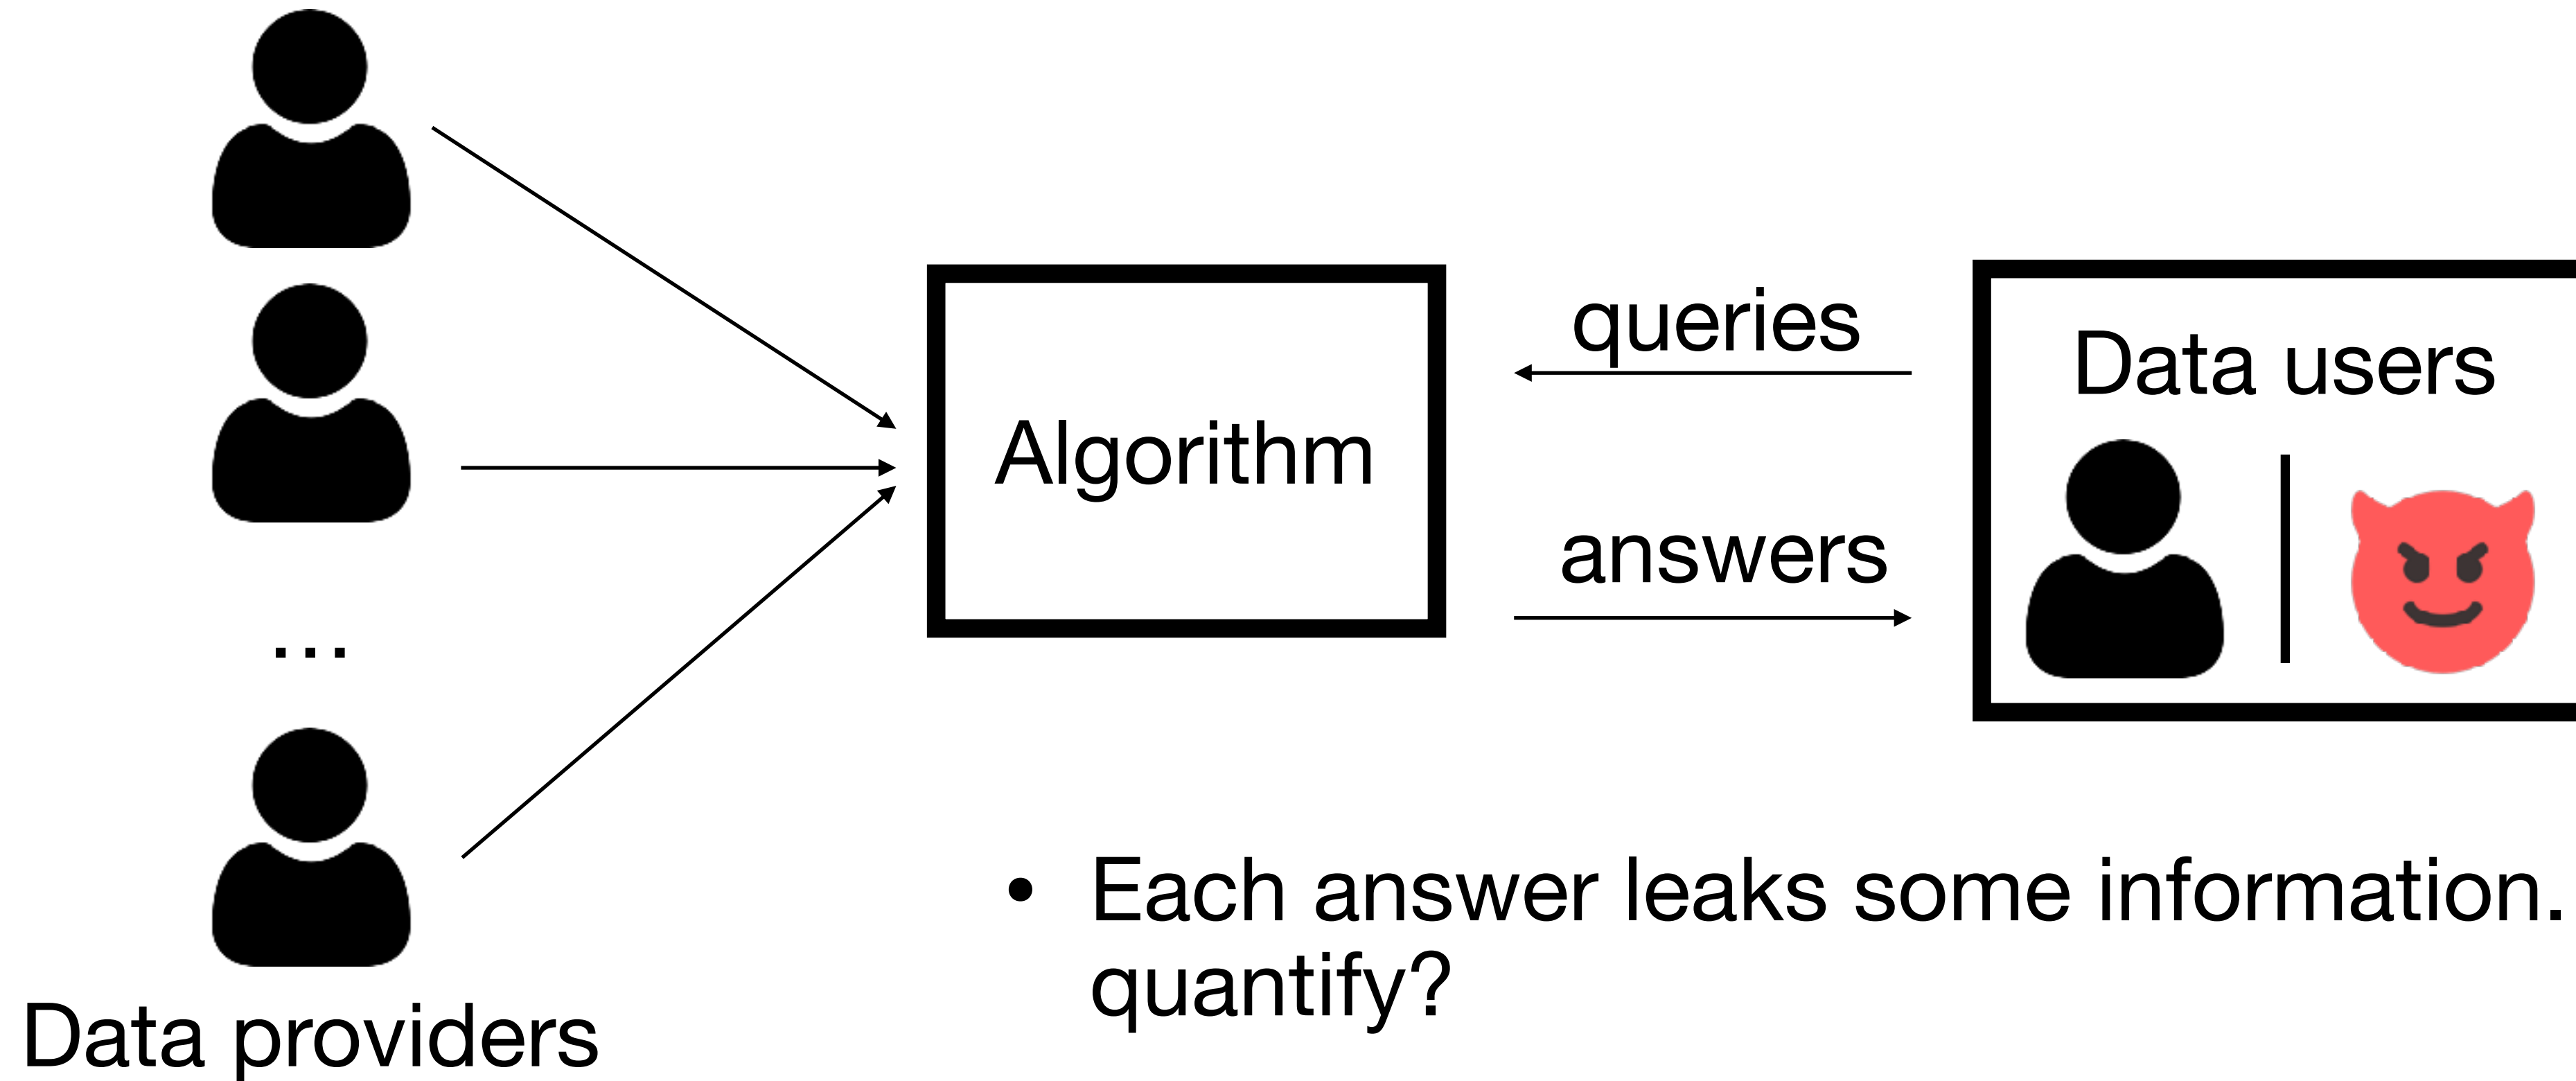 queries
Data users
Algorithm
answers
...
• Each answer leaks some information.
quantify?
Data providers